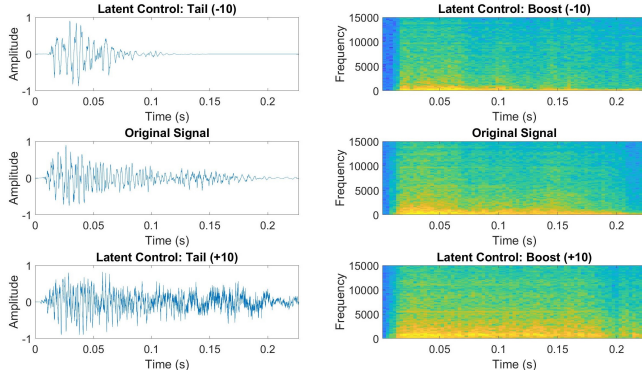 Latent Control: Tail (-10)
Amplitude
1
0
-1
0
0.05
0.1
0.15
0.2
Time (s)
Latent Control: Boost (-10)
Frequency
15000
10000
5000
0
0
0.05
0.1
0.15
0.2
Time (s)
Original Signal
Amplitude
1
0
-1
0
0.05
0.1
0.15
0.2
Time (s)
Original Signal
Frequency
15000
10000
5000
0
0
0.05
0.1
0.15
0.2
Time (s)
Latent Control: Tail (+10)
Amplitude
1
0
-1
0
0.05
0.1
0.15
0.2
Time (s)
Latent Control: Boost (+10)
Frequency
15000
10000
5000
0
0
0.05
0.1
0.15
0.2
Time (s)